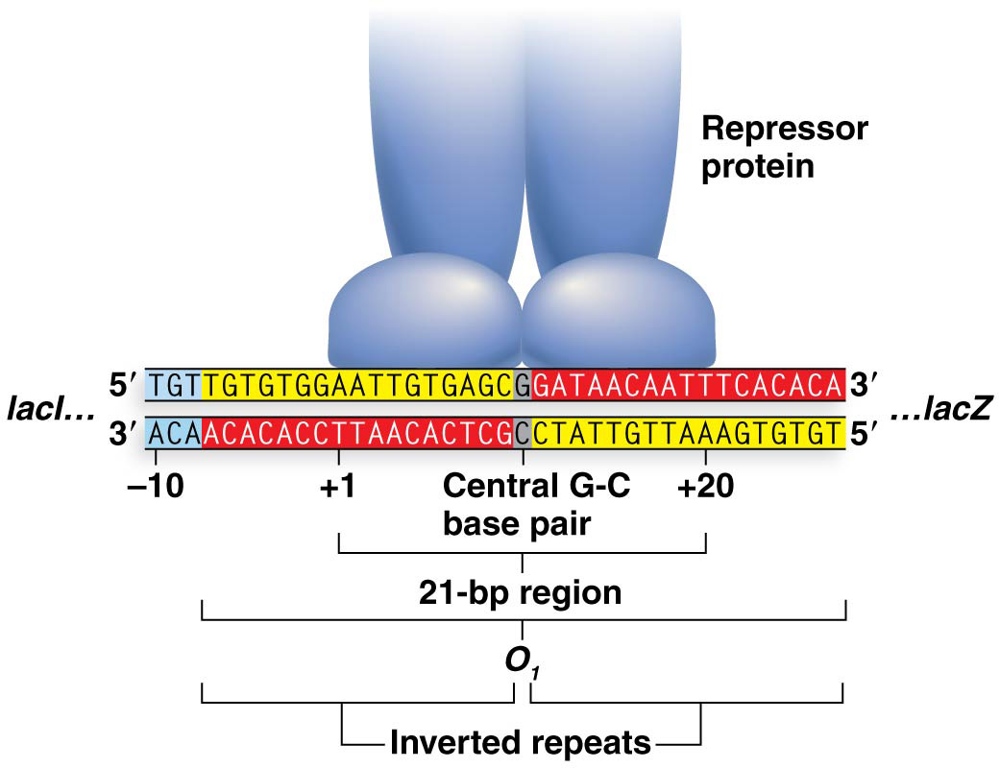 Repressor
protein
5′ TGTTGTGTGGAATTGTGAGCGGATAACAATTTCACACA 3′
lacI… …lacZ
3′ ACAACACACCTTAACACTCGCCTATTGTTAAAGTGTGT 5′
–10 +1 Central G-C +20
base pair
21-bp region
O1
Inverted repeats